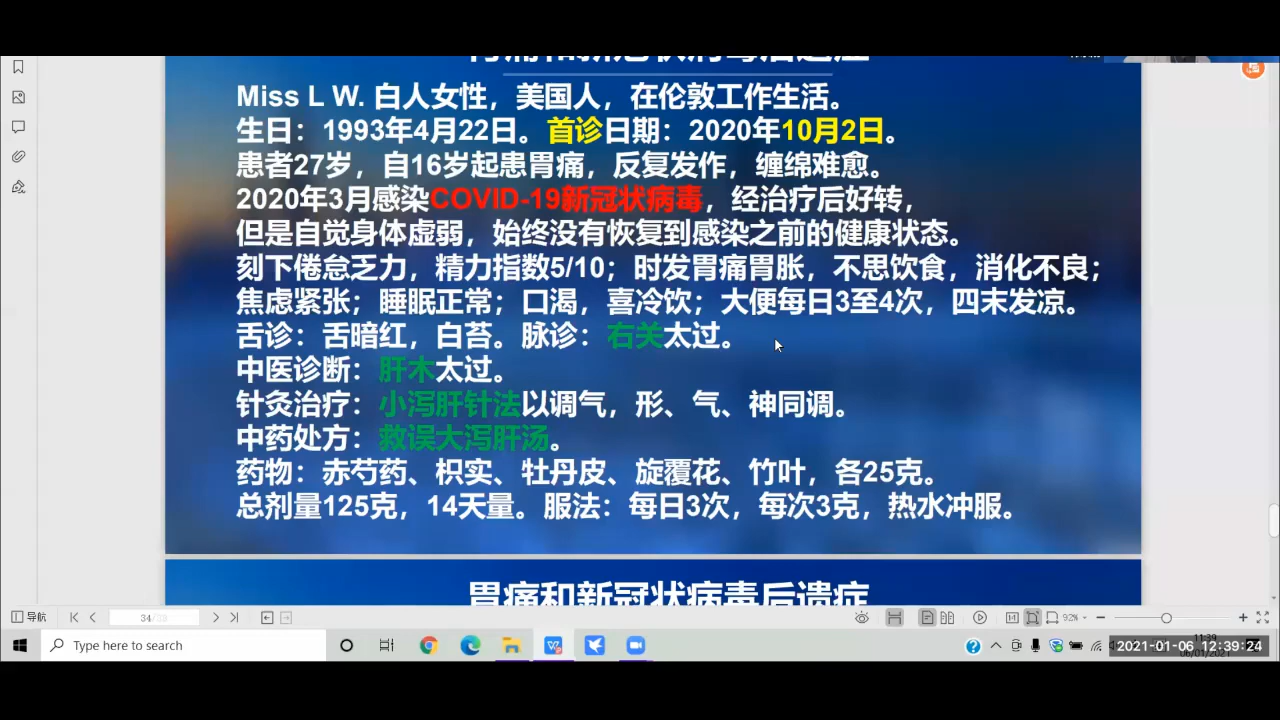 Miss L W. 白人女性，美国人，在伦敦工作生活。
生日：1993年4月22日。首诊日期：2020年10月2日。
患者27岁，自16岁起患胃痛，反复发作，缠绵难愈。
2020年3月感染COVID-19新冠状病毒，经治疗后好转，
但是自觉身体虚弱，始终没有恢复到感染之前的健康状态。
刻下倦怠乏力，精力指数5/10；时发胃痛胃胀，不思饮食，消化不良；
焦虑紧张；睡眠正常；口渴，喜冷饮；大便每日3至4次，四末发凉。
舌诊：舌暗红，白苔。脉诊：右关太过。
中医诊断：肝木太过。
针灸治疗：小泻肝针法以调气，形、气、神同调。
中药处方：救误大泻肝汤。
药物：赤芍药、枳实、牡丹皮、旋覆花、竹叶，各25克。
总剂量125克，14天量。服法：每日3次，每次3克，热水冲服。
胃痛和新冠状病毒后遗症
导航
34
92%
Type here to search
2021-01-06 12:39:24